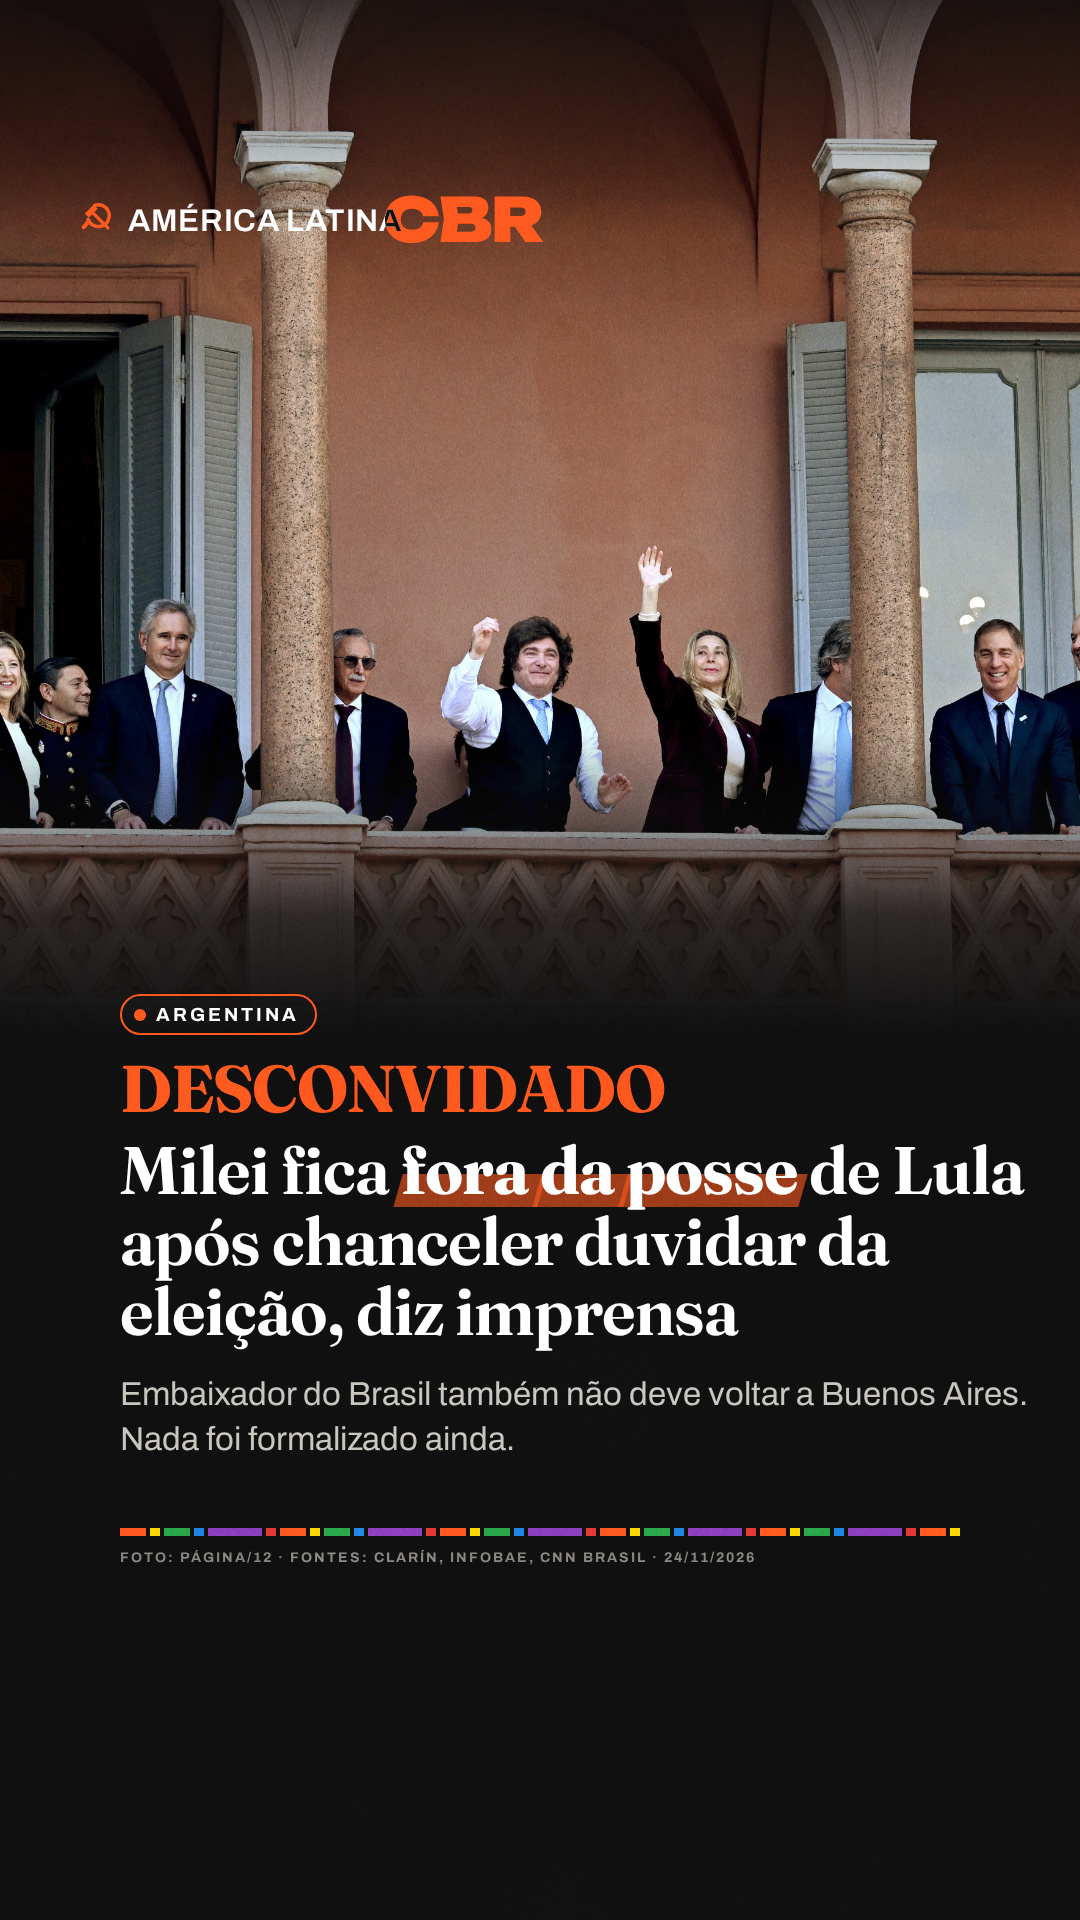 AMÉRICA LATINA
CBR
ARGENTINA
DESCONVIDADO
Milei fica fora da posse de Lula
após chanceler duvidar da
eleição, diz imprensa
Embaixador do Brasil também não deve voltar a Buenos Aires.
Nada foi formalizado ainda.
FOTO: PÁGINA/12 · FONTES: CLARÍN, INFOBAE, CNN BRASIL · 24/11/2026